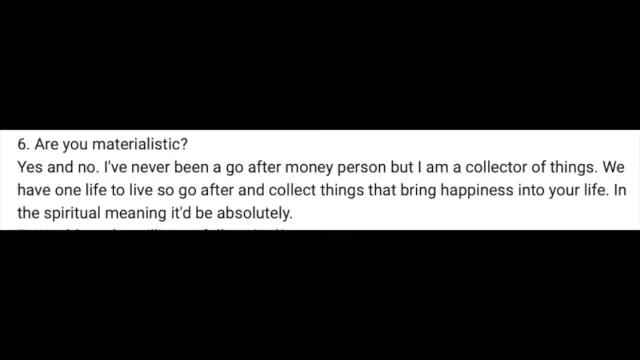 6. Are you materialistic?
Yes and no. I've never been a go after money person but I am a collector of things. We
have one life to live so go after and collect things that bring happiness into your life. In
the spiritual meaning it'd be absolutely.